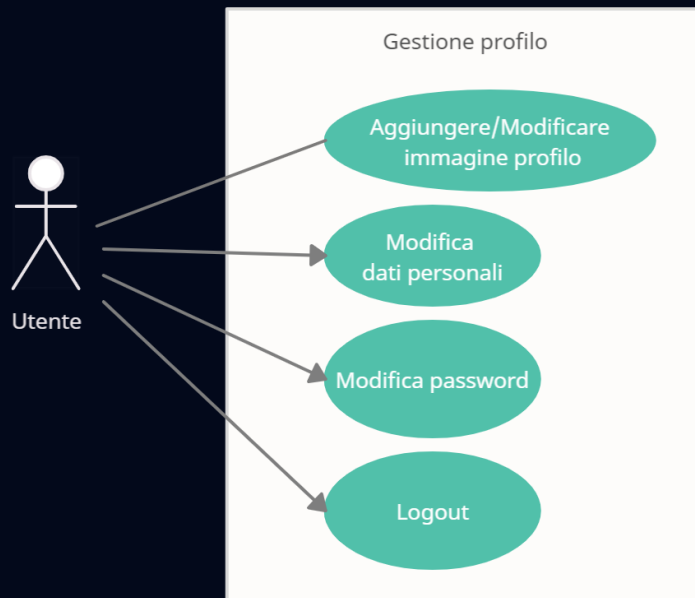 Gestione profilo
Aggiungere/Modificare
immagine profilo
Modifica
dati personali
Utente
Modifica password
Logout